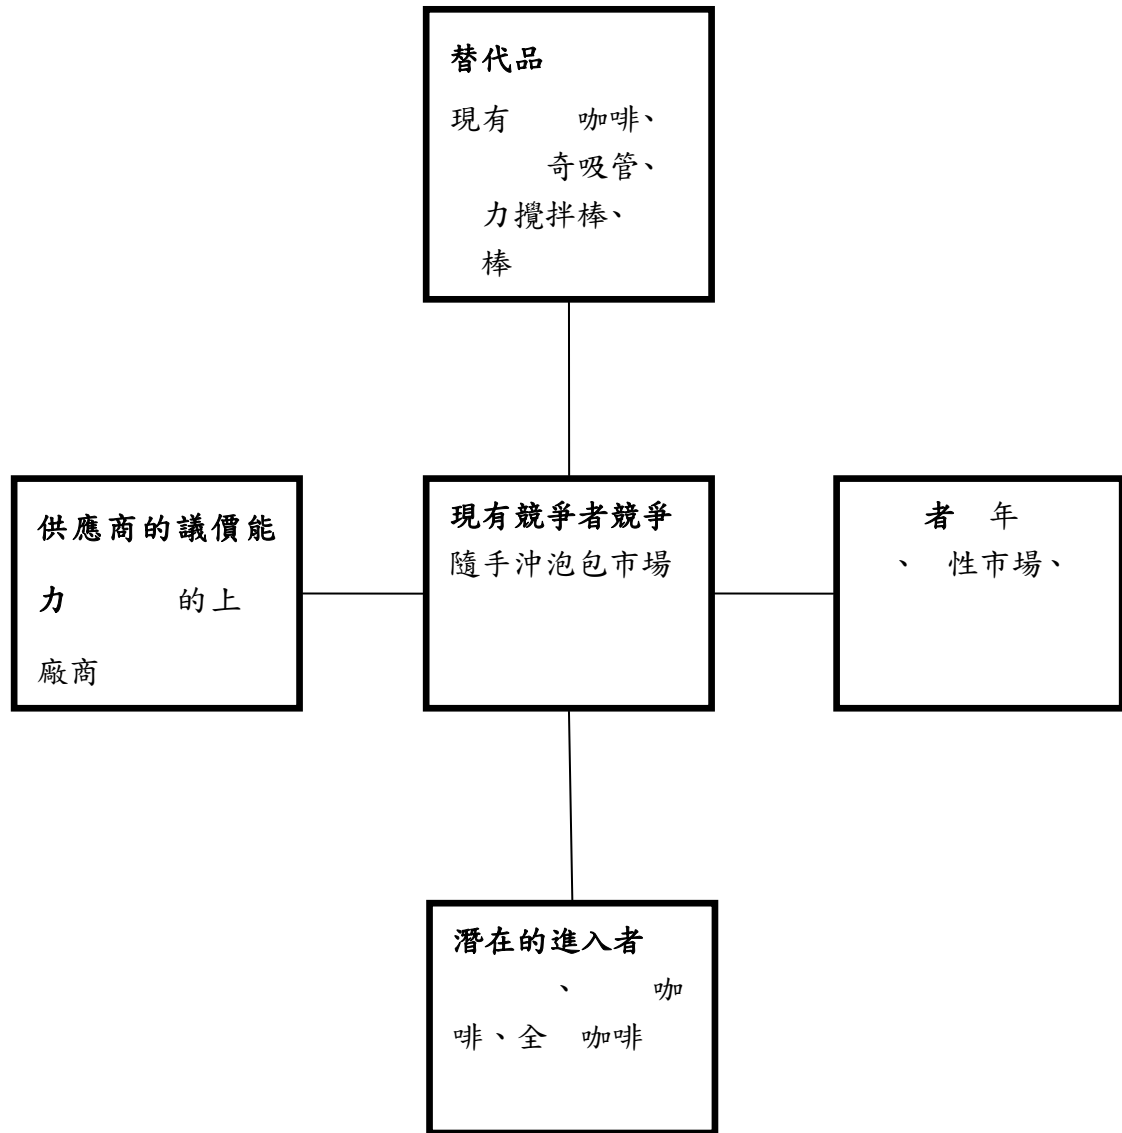 替代品
現有 咖啡、
奇吸管、
力攪拌棒、
棒
供應商的議價能
力 的上
廠商
現有競爭者競爭
隨手沖泡包市場
者 年
、 性市場、
潛在的進入者
、 咖
啡、全 咖啡